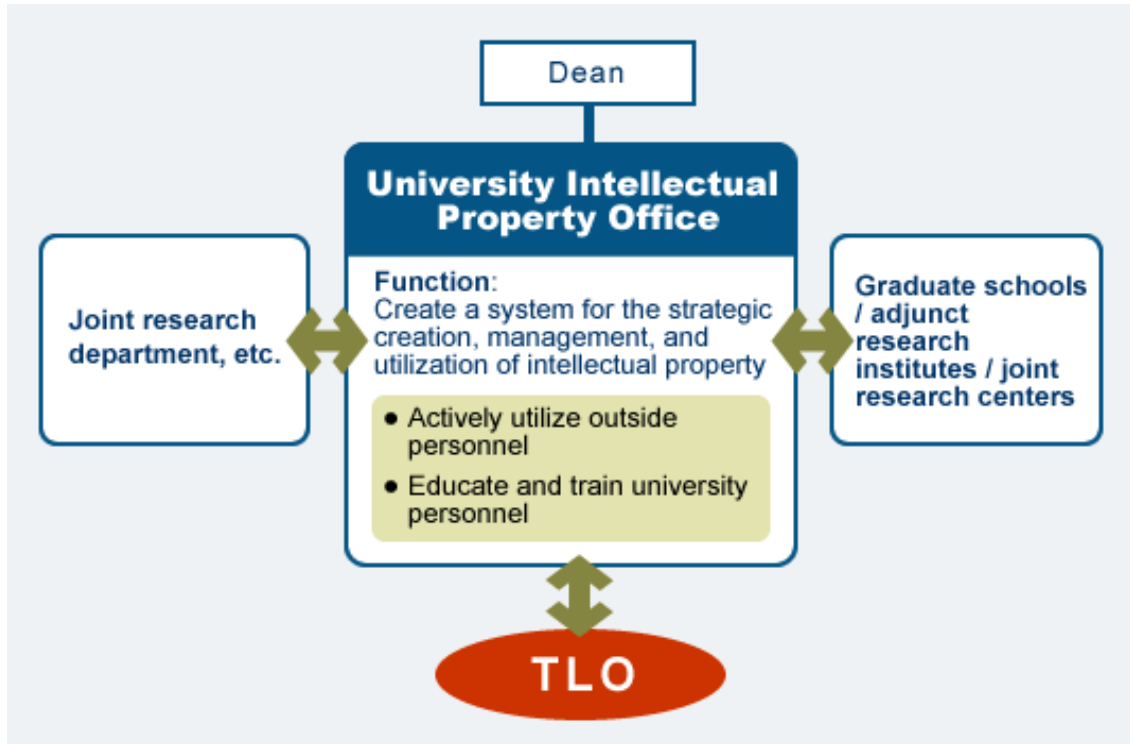 Dean
University Intellectual
Property Office
Function:
Create a system for the strategic
creation, management, and
utilization of intellectual property
● Actively utilize outside
personnel
● Educate and train university
personnel
Joint research
department, etc.
Graduate schools
/ adjunct
research
institutes / joint
research centers
TLO